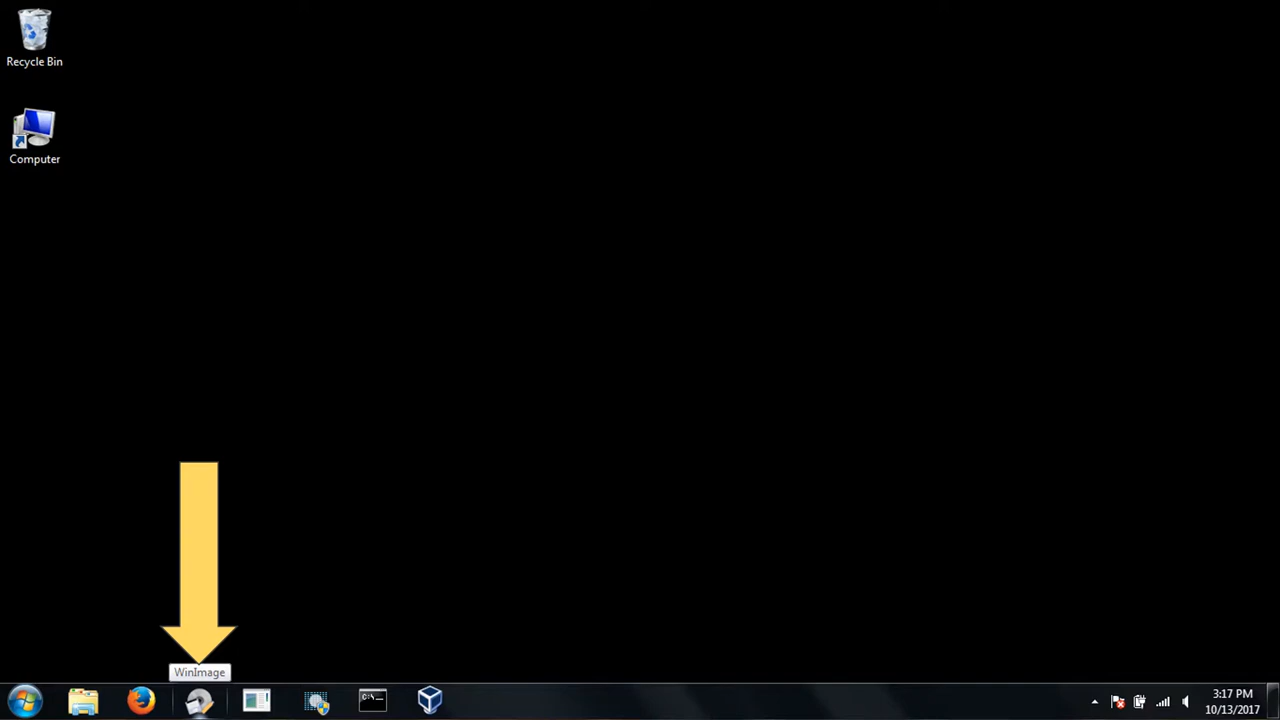 Recycle Bin
Computer
WinImage
C:\_
3:17 PM
10/13/2017